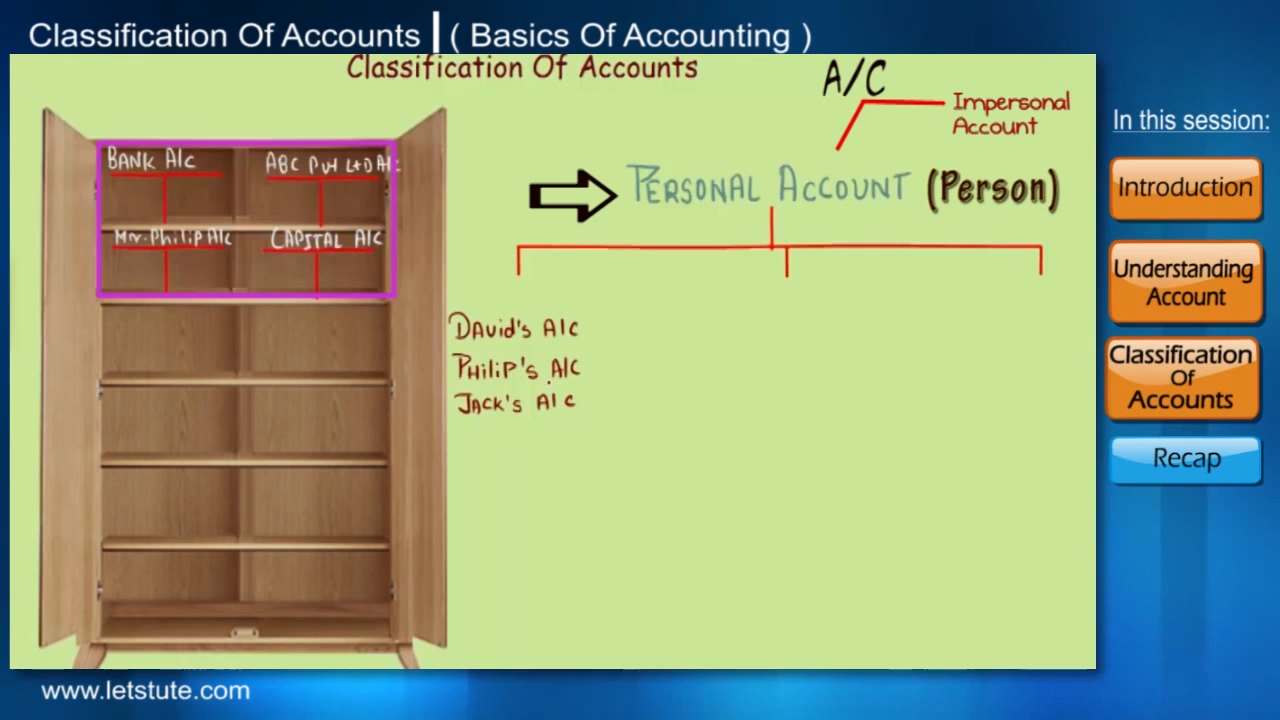 Classification Of Accounts | ( Basics Of Accounting )
Classification Of Accounts
A/C
Impersonal
Account
In this session:
BANK A/C
ABC Pvt LTD A/C
PERSONAL ACCOUNT (Person)
Introduction
Mr. Philip A/C
CAPITAL A/C
Understanding
Account
David's A/C
Philip's A/C
Jack's A/C
Classification
Of
Accounts
Recap
www.letstute.com